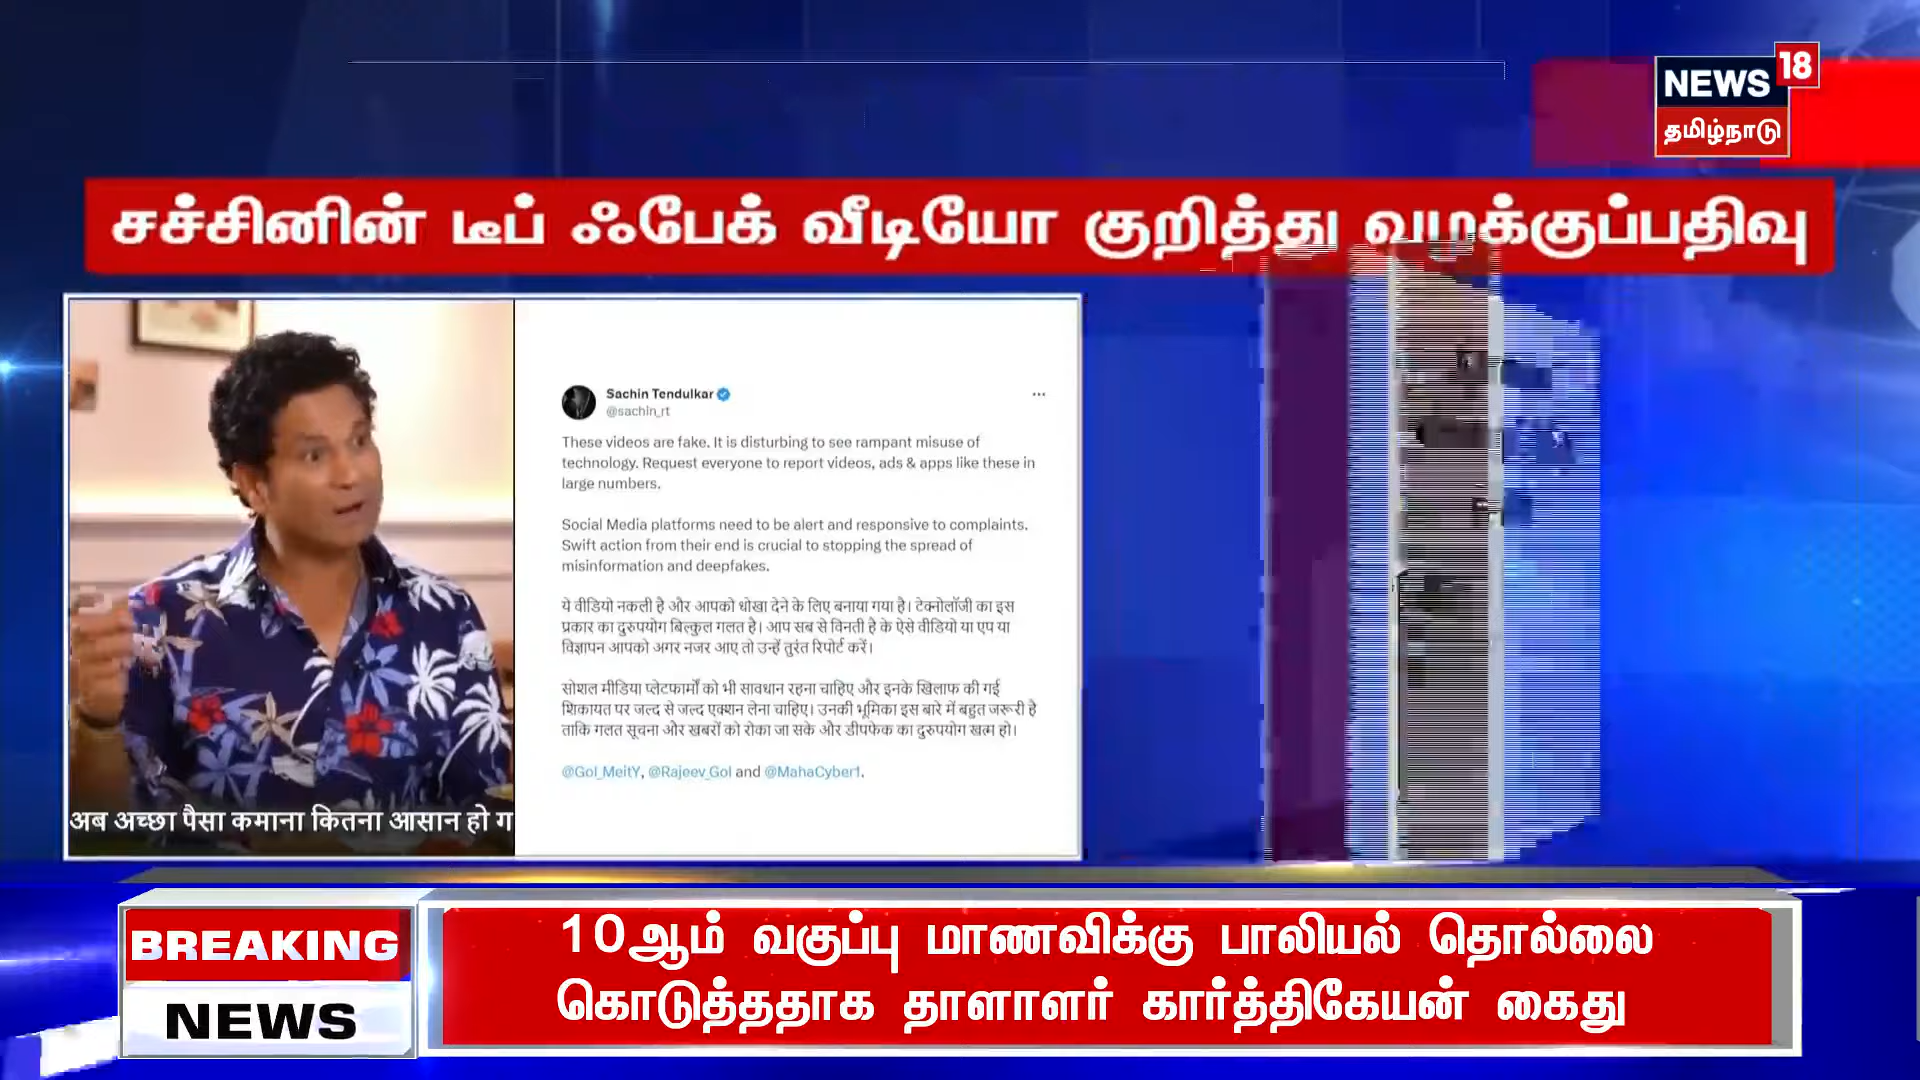 NEWS 18
தமிழ்நாடு
சச்சினின் டீப் ஃபேக் வீடியோ குறித்து வழக்குப்பதிவு
Sachin Tendulkar
@sachin_rt
These videos are fake. It is disturbing to see rampant misuse of
technology. Request everyone to report videos, ads & apps like these in
large numbers.
Social Media platforms need to be alert and responsive to complaints.
Swift action from their end is crucial to stopping the spread of
misinformation and deepfakes.
ये वीडियो नकली है और आपको धोखा देने के लिए बनाया गया है। टेक्नोलॉजी का इस
प्रकार का दुरुपयोग बिल्कुल गलत है। आप सब से विनती है के ऐसे वीडियो या एप या
विज्ञापन आपको अगर नजर आए तो उन्हें तुरंत रिपोर्ट करें।
सोशल मीडिया प्लेटफार्मों को भी सावधान रहना चाहिए और इनके खिलाफ की गई
शिकायत पर जल्द से जल्द एक्शन लेना चाहिए। उनकी भूमिका इस बारे में बहुत जरूरी है
ताकि गलत सूचना और खबरों को रोका जा सके और डीपफेक का दुरुपयोग खत्म हो।
@GoI_MeitY, @Rajeev_GoI and @MahaCyber1.
अब अच्छा पैसा कमाना कितना आसान हो ग
BREAKING
NEWS
10ஆம் வகுப்பு மாணவிக்கு பாலியல் தொல்லை
கொடுத்ததாக தாளாளர் கார்த்திகேயன் கைது